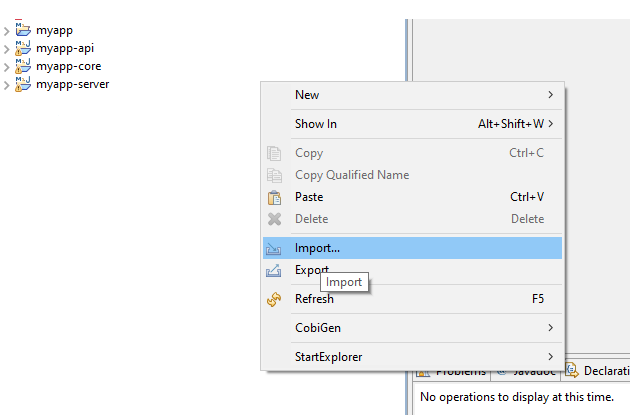 myapp
myapp-api
myapp-core
myapp-server
New
Show In Alt+Shift+W
Copy Ctrl+C
Copy Qualified Name
Paste Ctrl+V
Delete Delete
Import...
Export
Import
Refresh F5
CobiGen
StartExplorer
Problems Javadoc Declarati
No operations to display at this time.